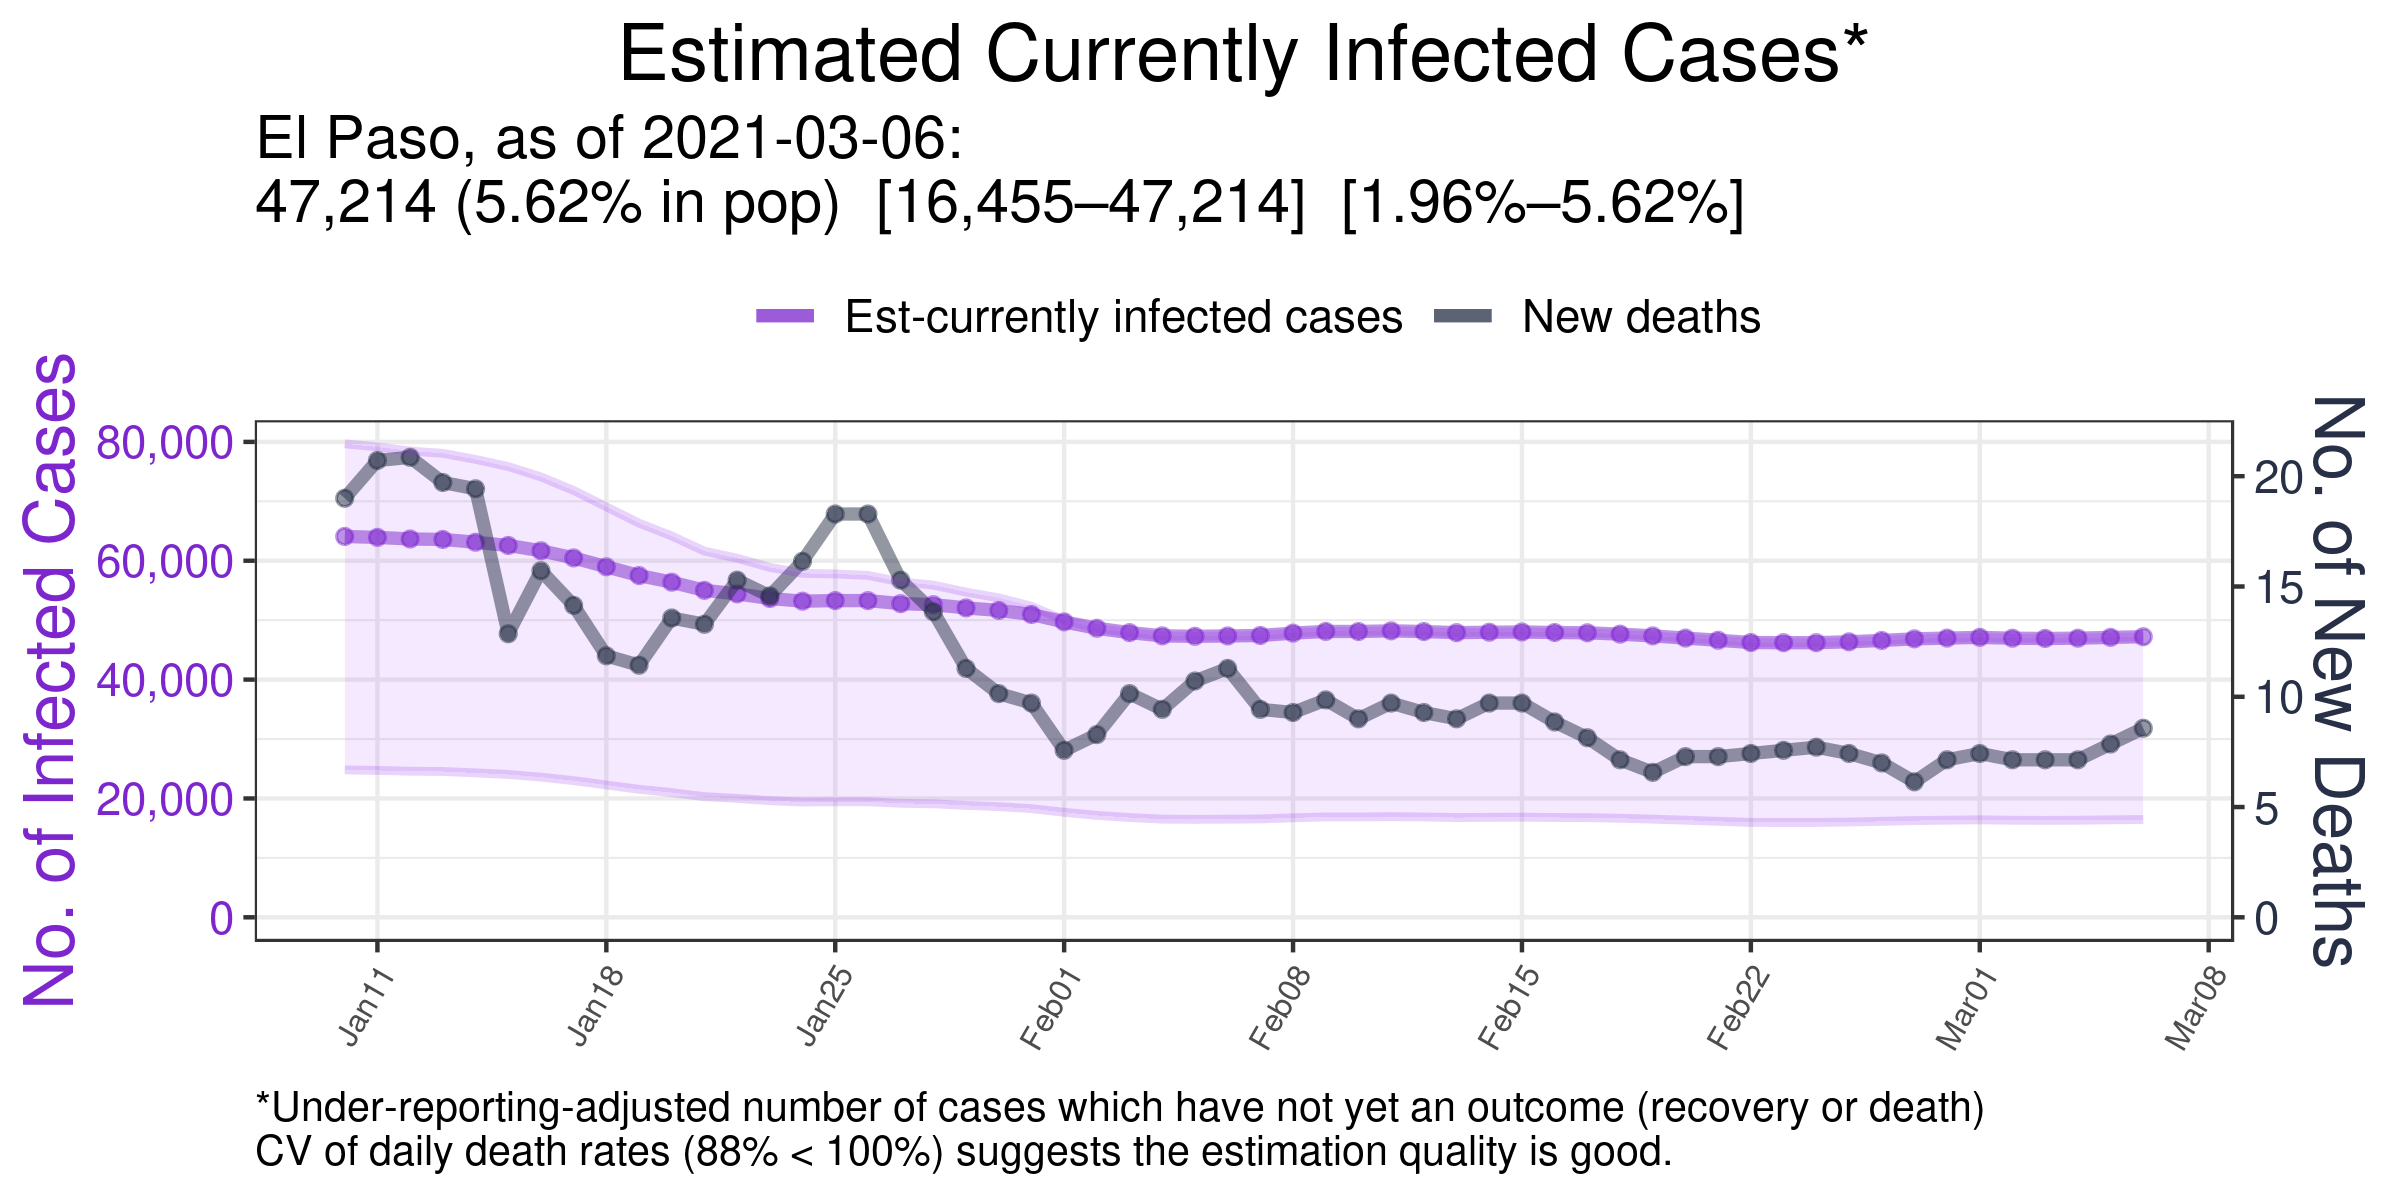 Estimated Currently Infected Cases*
El Paso, as of 2021-03-06:
47,214 (5.62% in pop)  [16,455–47,214]  [1.96%–5.62%]
Est-currently infected cases
New deaths
No. of Infected Cases
80,000
60,000
40,000
20,000
0
20
15
10
5
0
No. of New Deaths
Jan11
Jan18
Jan25
Feb01
Feb08
Feb15
Feb22
Mar01
Mar08
*Under-reporting-adjusted number of cases which have not yet an outcome (recovery or death)
CV of daily death rates (88% < 100%) suggests the estimation quality is good.